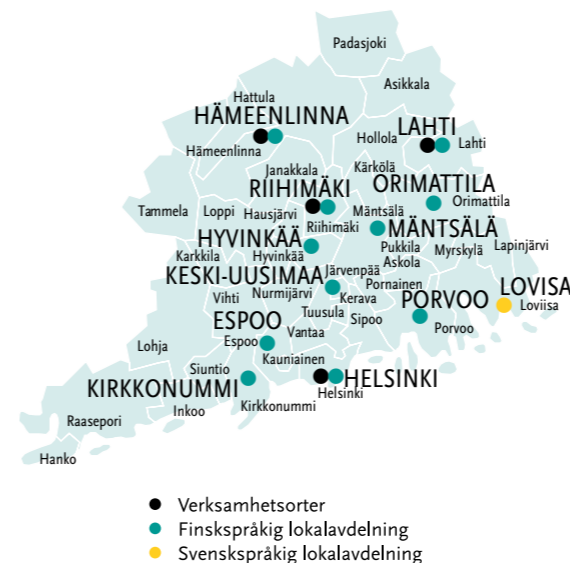 Padasjoki
Asikkala
Hattula
HÄMEENLINNA
LAHTI
Hollola
Lahti
Hämeenlinna
Janakkala
Kärkölä
RIIHIMÄKI
ORIMATTILA
Orimattila
Tammela
Loppi
Hausjärvi
Mäntsälä
Riihimäki
MÄNTSÄLÄ
HYVINKÄÄ
Pukkila
Lapinjärvi
Karkkila
Hyvinkää
Askola
Myrskylä
KESKI-UUSIMAA
Järvenpää
Pornainen
LOVISA
Vihti
Nurmijärvi
Kerava
PORVOO
Loviisa
Tuusula
Sipoo
ESPOO
Vantaa
Porvoo
Espoo
Lohja
Kauniainen
Siuntio
KIRKKONUMMI
HELSINKI
Helsinki
Kirkkonummi
Inkoo
Raasepori
Hanko
Verksamhetsorter
Finskspråkig lokalavdelning
Svenskspråkig lokalavdelning